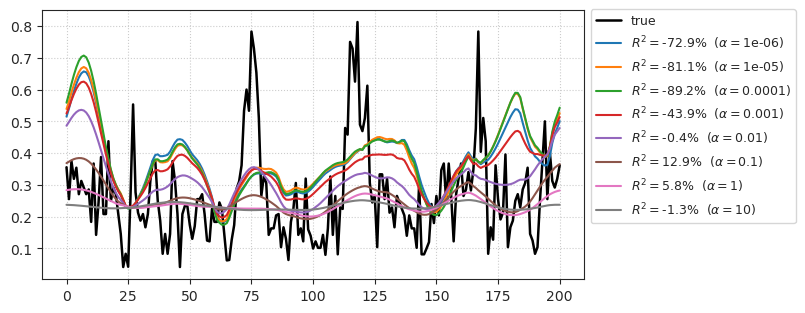 true
R² = -72.9% (α = 1e-06)
R² = -81.1% (α = 1e-05)
R² = -89.2% (α = 0.0001)
R² = -43.9% (α = 0.001)
R² = -0.4% (α = 0.01)
R² = 12.9% (α = 0.1)
R² = 5.8% (α = 1)
R² = -1.3% (α = 10)
0.8
0.7
0.6
0.5
0.4
0.3
0.2
0.1
0 25 50 75 100 125 150 175 200